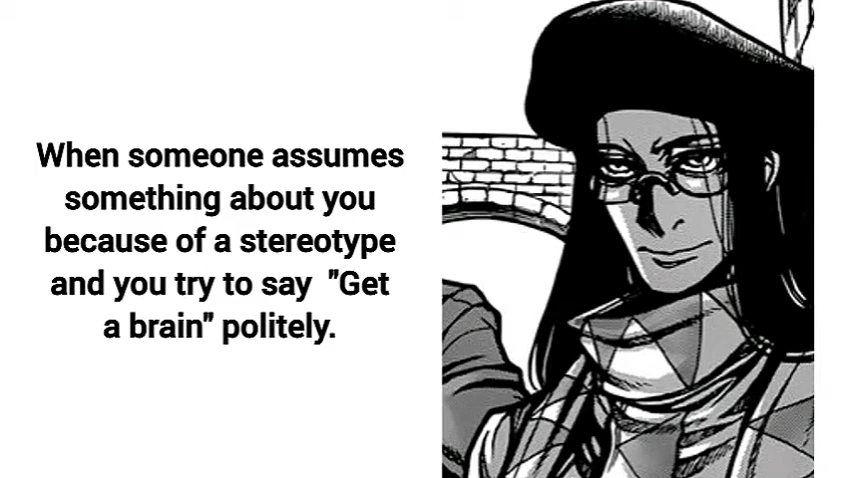 When someone assumes
something about you
because of a stereotype
and you try to say "Get
a brain" politely.